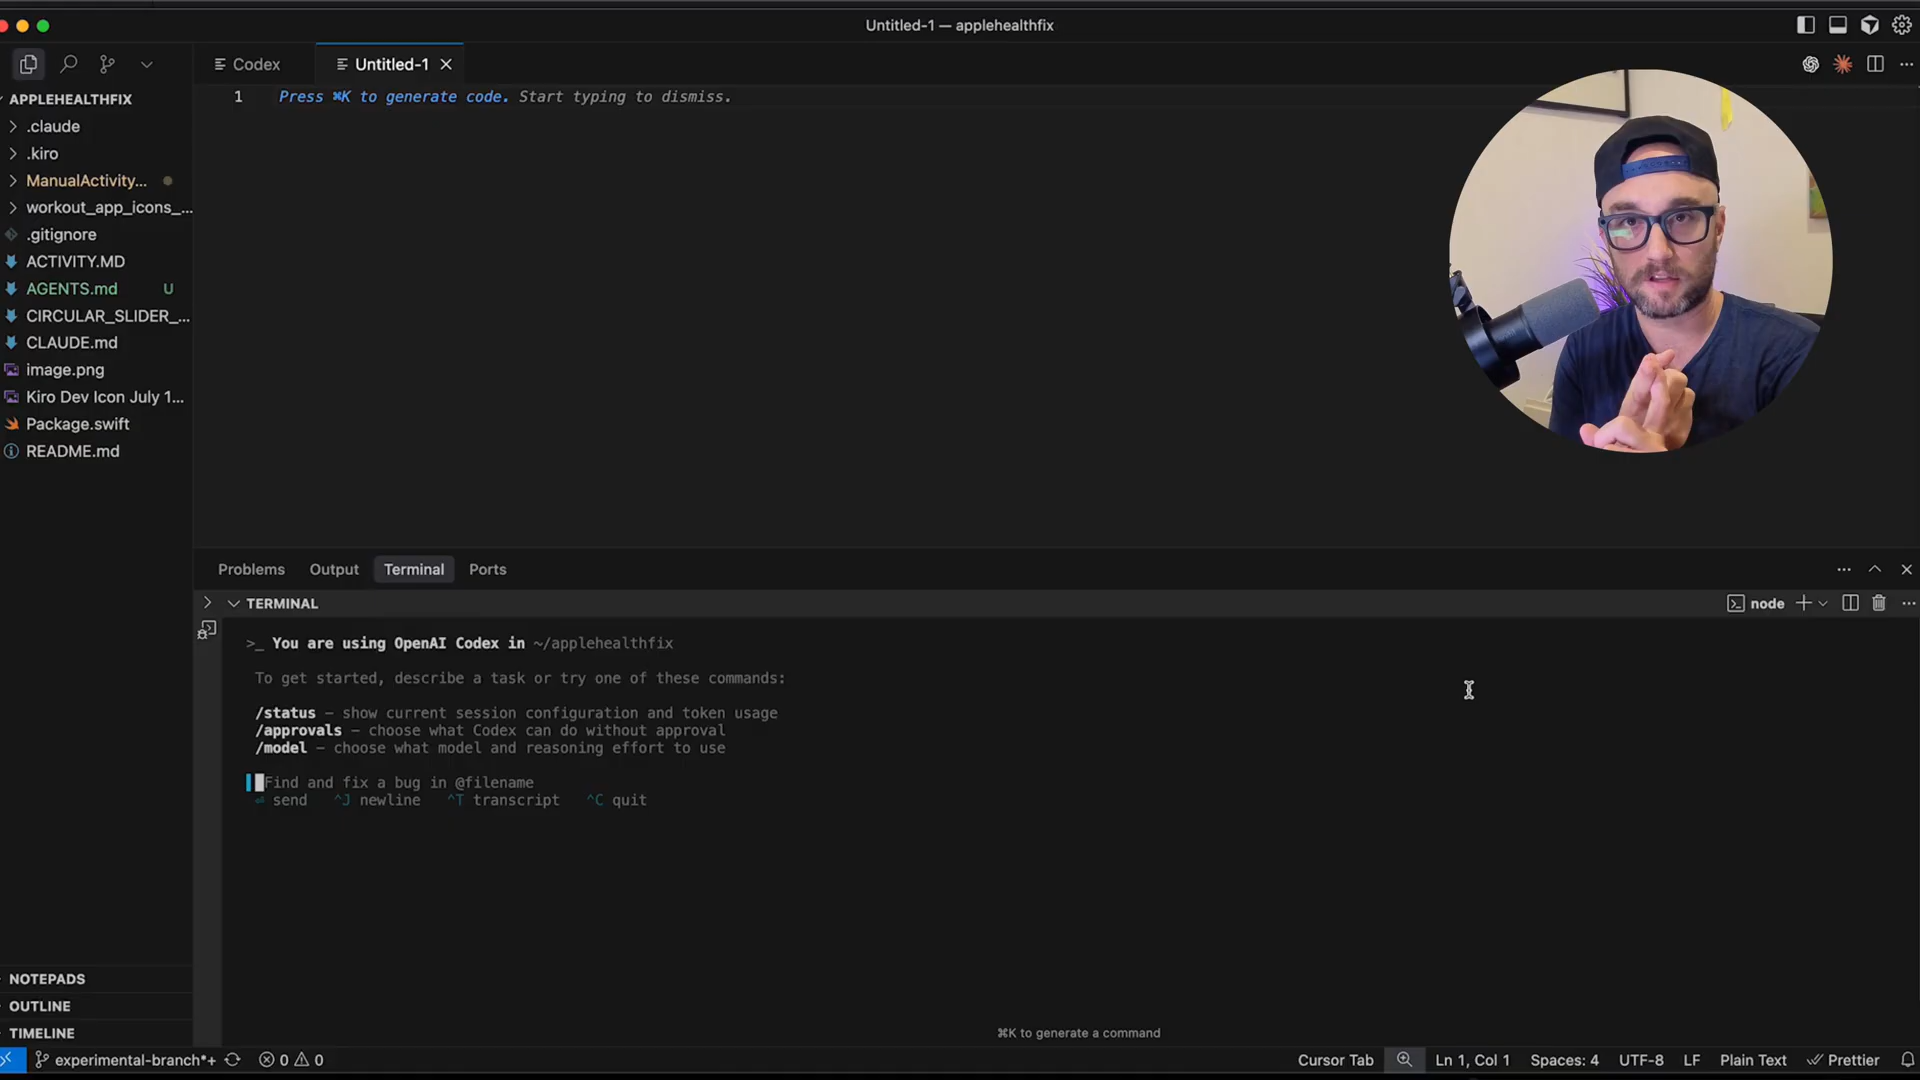 Untitled-1 — applehealthfix
Codex
Untitled-1
APPLEHEALTHFIX
.claude
.kiro
ManualActivity...
workout_app_icons_...
.gitignore
ACTIVITY.MD
AGENTS.md U
CIRCULAR_SLIDER_...
CLAUDE.md
image.png
Kiro Dev Icon July 1...
Package.swift
README.md
NOTEPADS
OUTLINE
TIMELINE
1 Press ⌘K to generate code. Start typing to dismiss.
Problems Output Terminal Ports
TERMINAL
node
>_ You are using OpenAI Codex in ~/applehealthfix
To get started, describe a task or try one of these commands:
/status – show current session configuration and token usage
/approvals – choose what Codex can do without approval
/model – choose what model and reasoning effort to use
Find and fix a bug in @filename
⏎ send ^J newline ^T transcript ^C quit
⌘K to generate a command
experimental-branch*+ 0 0
Cursor Tab Ln 1, Col 1 Spaces: 4 UTF-8 LF Plain Text Prettier